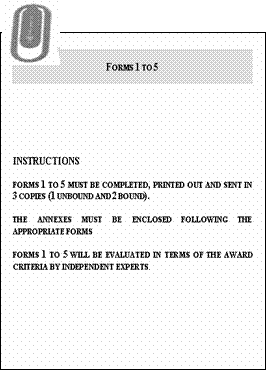 FORMS 1 TO 5
INSTRUCTIONS
FORMS 1 TO 5 MUST BE COMPLETED, PRINTED OUT AND SENT IN
3 COPIES (1 UNBOUND AND 2 BOUND).
THE ANNEXES MUST BE ENCLOSED FOLLOWING THE
APPROPRIATE FORMS
FORMS 1 TO 5 WILL BE EVALUATED IN TERMS OF THE AWARD
CRITERIA BY INDEPENDENT EXPERTS